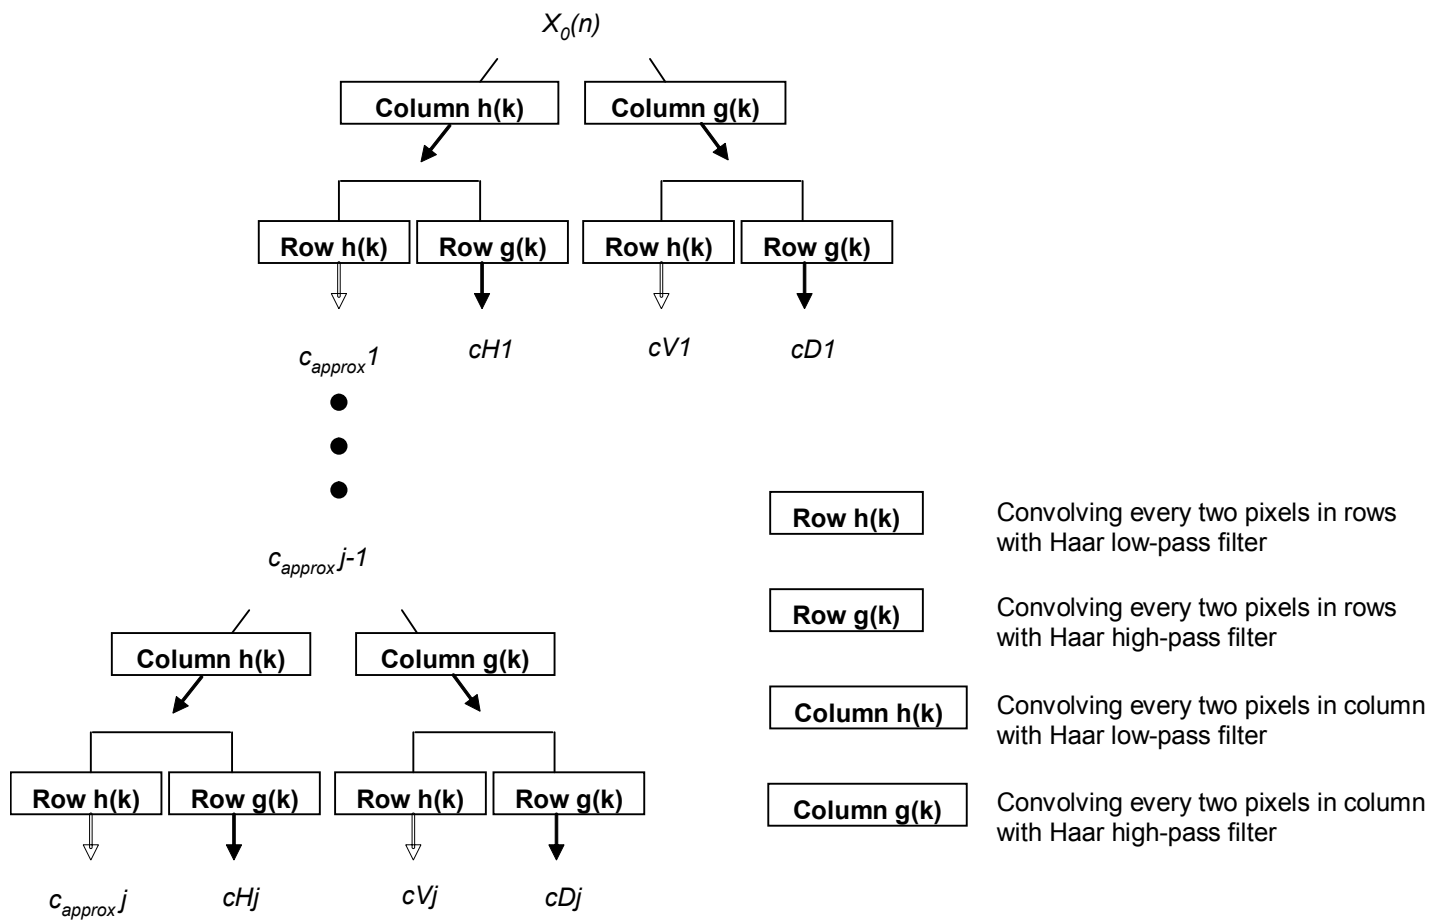 X0(n)
Column h(k) Column g(k)
Row h(k) Row g(k) Row h(k) Row g(k)
capprox1 cH1 cV1 cD1
capprox j-1
Column h(k) Column g(k)
Row h(k) Row g(k) Row h(k) Row g(k)
capprox j cHj cVj cDj
Row h(k) Convolving every two pixels in rows
with Haar low-pass filter
Row g(k) Convolving every two pixels in rows
with Haar high-pass filter
Column h(k) Convolving every two pixels in column
with Haar low-pass filter
Column g(k) Convolving every two pixels in column
with Haar high-pass filter